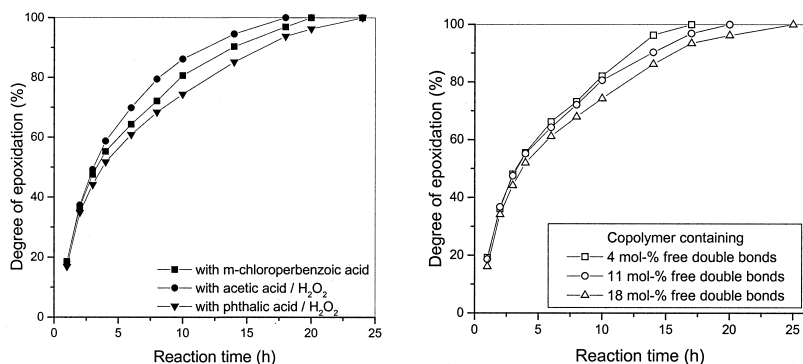 Degree of epoxidation (%)
100
80
60
40
20
0
0
5
10
15
20
25
Reaction time (h)
with m-chloroperbenzoic acid
with acetic acid / H₂O₂
with phthalic acid / H₂O₂
Degree of epoxidation (%)
100
80
60
40
20
0
0
5
10
15
20
25
Reaction time (h)
Copolymer containing
4 mol-% free double bonds
11 mol-% free double bonds
18 mol-% free double bonds